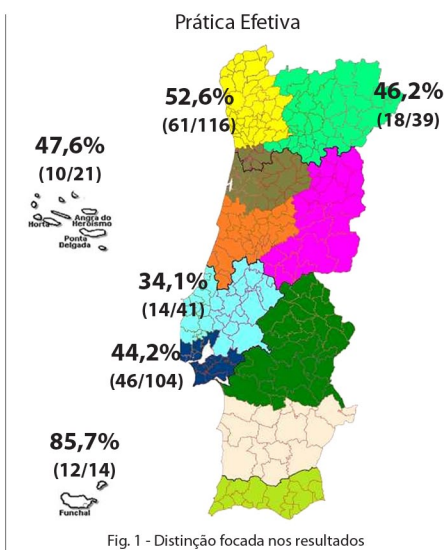 Prática Efetiva
52,6%
(61/116)
46,2%
(18/39)
47,6%
(10/21)
Horta
Angra do
Heroísmo
Ponta
Delgada
34,1%
(14/41)
44,2%
(46/104)
85,7%
(12/14)
Funchal
Fig. 1 - Distinção focada nos resultados